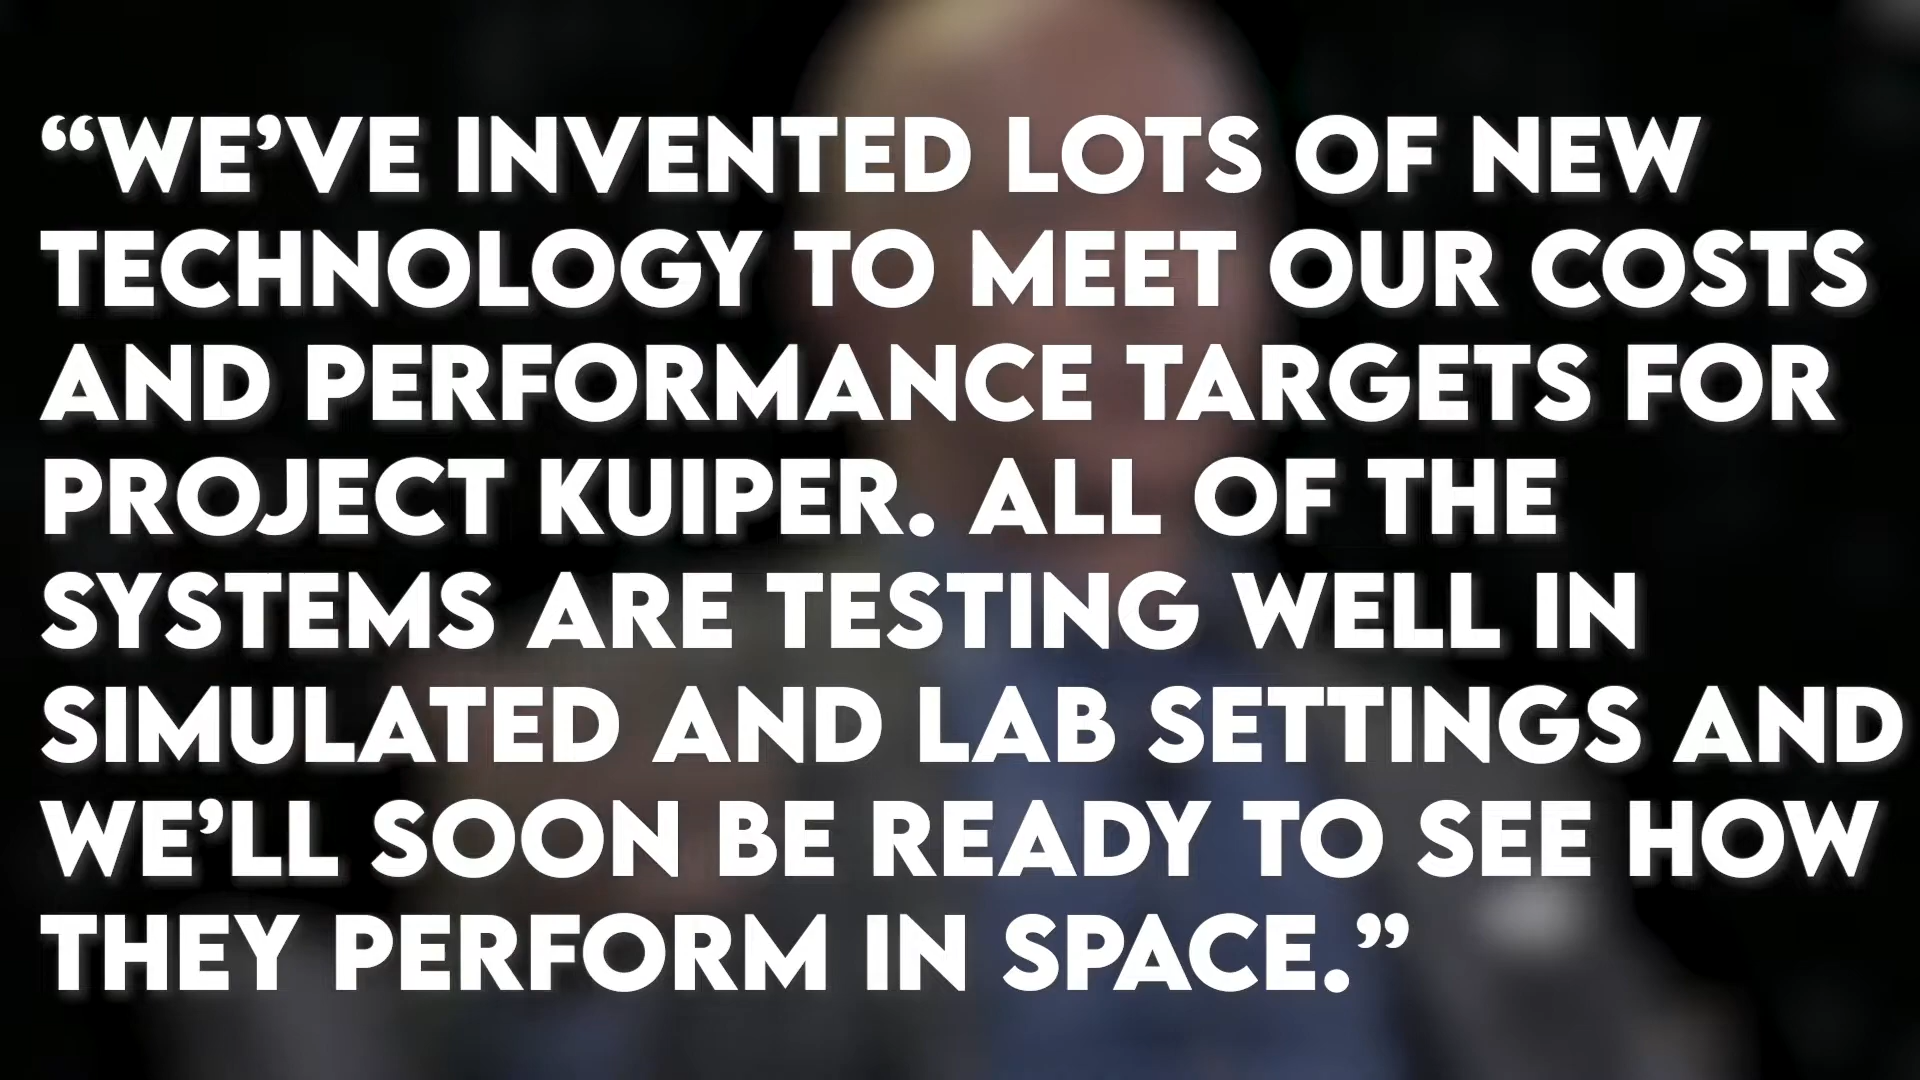 “WE’VE INVENTED LOTS OF NEW
TECHNOLOGY TO MEET OUR COSTS
AND PERFORMANCE TARGETS FOR
PROJECT KUIPER. ALL OF THE
SYSTEMS ARE TESTING WELL IN
SIMULATED AND LAB SETTINGS AND
WE’LL SOON BE READY TO SEE HOW
THEY PERFORM IN SPACE.”